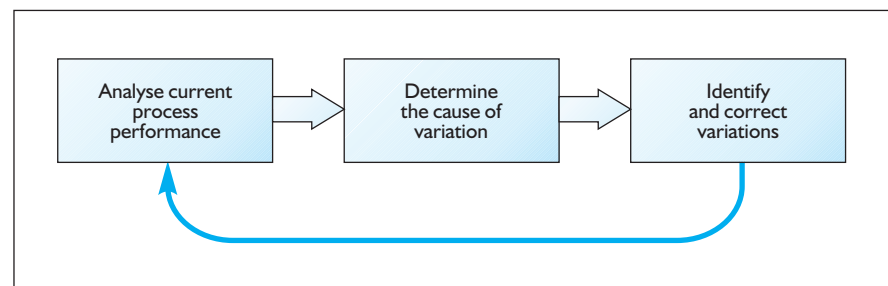 Analyse current
process
performance
Determine
the cause of
variation
Identify
and correct
variations